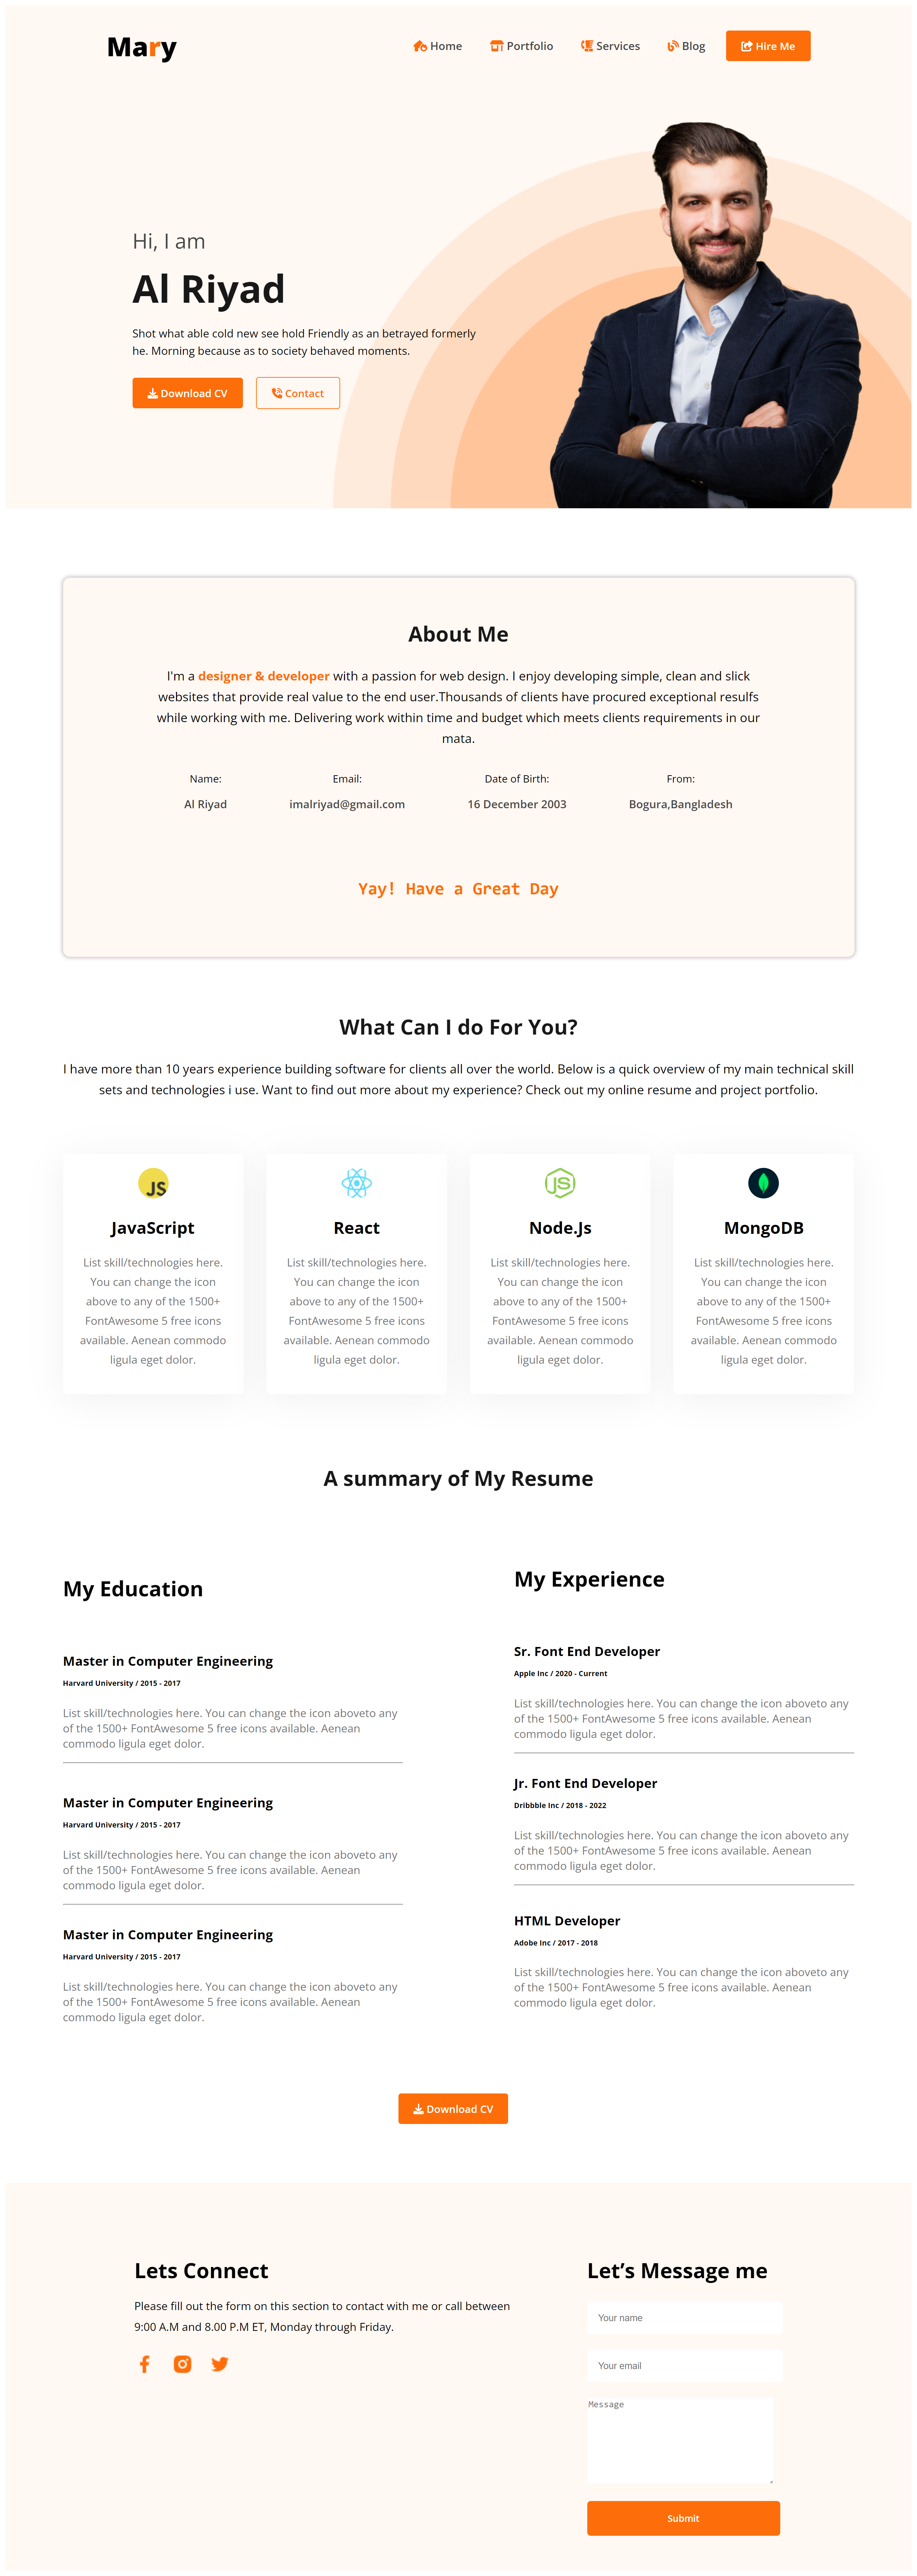 Mary
Home Portfolio Services Blog Hire Me
Hi, I am
Al Riyad
Shot what able cold new see hold Friendly as an betrayed formerly
he. Morning because as to society behaved moments.
Download CV Contact
About Me
I'm a designer & developer with a passion for web design. I enjoy developing simple, clean and slick
websites that provide real value to the end user.Thousands of clients have procured exceptional resulfs
while working with me. Delivering work within time and budget which meets clients requirements in our
mata.
Name:
Al Riyad
Email:
imalriyad@gmail.com
Date of Birth:
16 December 2003
From:
Bogura,Bangladesh
Yay! Have a Great Day
What Can I do For You?
I have more than 10 years experience building software for clients all over the world. Below is a quick overview of my main technical skill
sets and technologies i use. Want to find out more about my experience? Check out my online resume and project portfolio.
JS
JavaScript
List skill/technologies here.
You can change the icon
above to any of the 1500+
FontAwesome 5 free icons
available. Aenean commodo
ligula eget dolor.
React
List skill/technologies here.
You can change the icon
above to any of the 1500+
FontAwesome 5 free icons
available. Aenean commodo
ligula eget dolor.
JS
Node.Js
List skill/technologies here.
You can change the icon
above to any of the 1500+
FontAwesome 5 free icons
available. Aenean commodo
ligula eget dolor.
MongoDB
List skill/technologies here.
You can change the icon
above to any of the 1500+
FontAwesome 5 free icons
available. Aenean commodo
ligula eget dolor.
A summary of My Resume
My Education
Master in Computer Engineering
Harvard University / 2015 - 2017
List skill/technologies here. You can change the icon aboveto any
of the 1500+ FontAwesome 5 free icons available. Aenean
commodo ligula eget dolor.
Master in Computer Engineering
Harvard University / 2015 - 2017
List skill/technologies here. You can change the icon aboveto any
of the 1500+ FontAwesome 5 free icons available. Aenean
commodo ligula eget dolor.
Master in Computer Engineering
Harvard University / 2015 - 2017
List skill/technologies here. You can change the icon aboveto any
of the 1500+ FontAwesome 5 free icons available. Aenean
commodo ligula eget dolor.
My Experience
Sr. Font End Developer
Apple Inc / 2020 - Current
List skill/technologies here. You can change the icon aboveto any
of the 1500+ FontAwesome 5 free icons available. Aenean
commodo ligula eget dolor.
Jr. Font End Developer
Dribbble Inc / 2018 - 2022
List skill/technologies here. You can change the icon aboveto any
of the 1500+ FontAwesome 5 free icons available. Aenean
commodo ligula eget dolor.
HTML Developer
Adobe Inc / 2017 - 2018
List skill/technologies here. You can change the icon aboveto any
of the 1500+ FontAwesome 5 free icons available. Aenean
commodo ligula eget dolor.
Download CV
Lets Connect
Please fill out the form on this section to contact with me or call between
9:00 A.M and 8.00 P.M ET, Monday through Friday.
Let’s Message me
Your name
Your email
Message
Submit